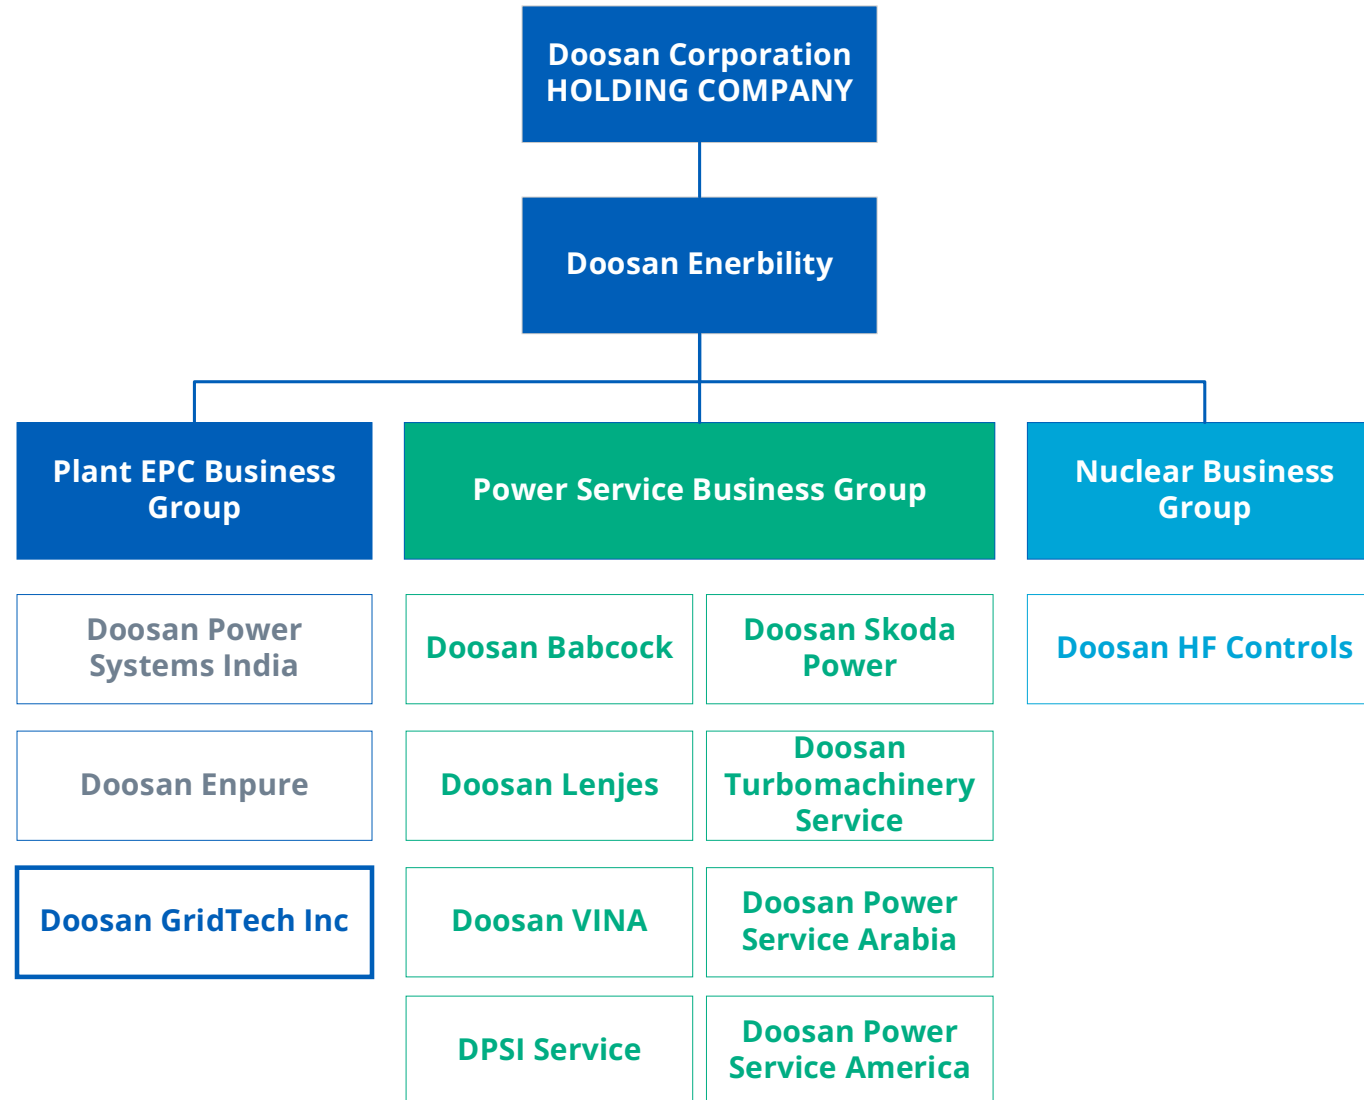 Doosan Corporation
HOLDING COMPANY
Doosan Enerbility
Plant EPC Business
Group
Power Service Business Group
Nuclear Business
Group
Doosan Power
Systems India
Doosan Enpure
Doosan GridTech Inc
Doosan Babcock
Doosan Lenjes
Doosan VINA
DPSI Service
Doosan Skoda
Power
Doosan
Turbomachinery
Service
Doosan Power
Service Arabia
Doosan Power
Service America
Doosan HF Controls